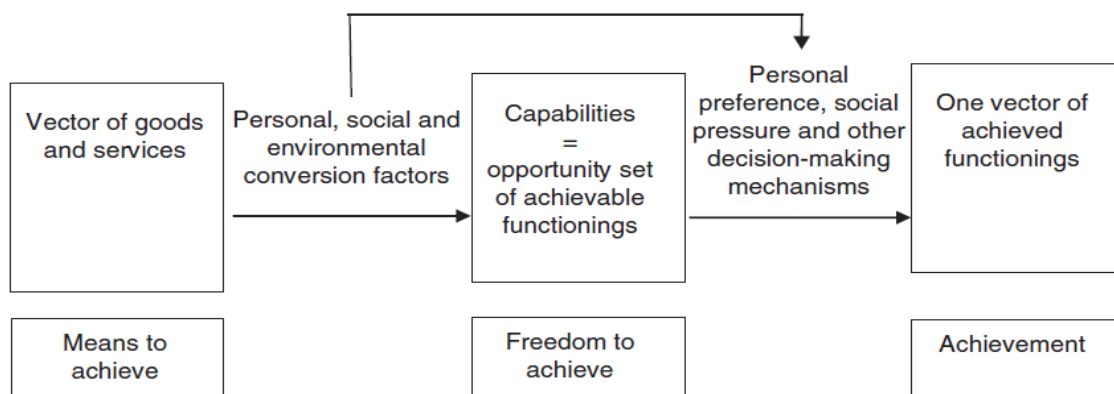 Vector of goods
and services
Personal, social and
environmental
conversion factors
Capabilities
=
opportunity set
of achievable
functionings
Personal
preference, social
pressure and other
decision-making
mechanisms
One vector of
achieved
functionings
Means to
achieve
Freedom to
achieve
Achievement